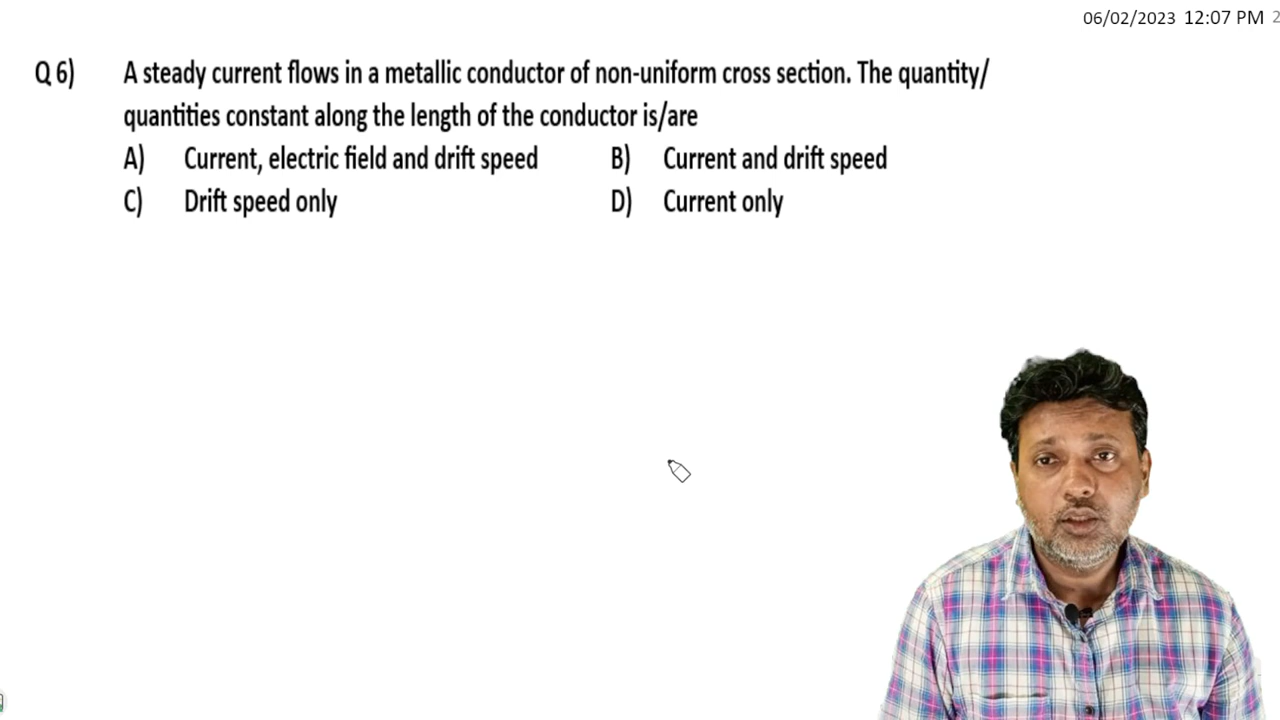 06/02/2023 12:07 PM 2
Q 6) A steady current flows in a metallic conductor of non-uniform cross section. The quantity/
quantities constant along the length of the conductor is/are
A) Current, electric field and drift speed B) Current and drift speed
C) Drift speed only D) Current only